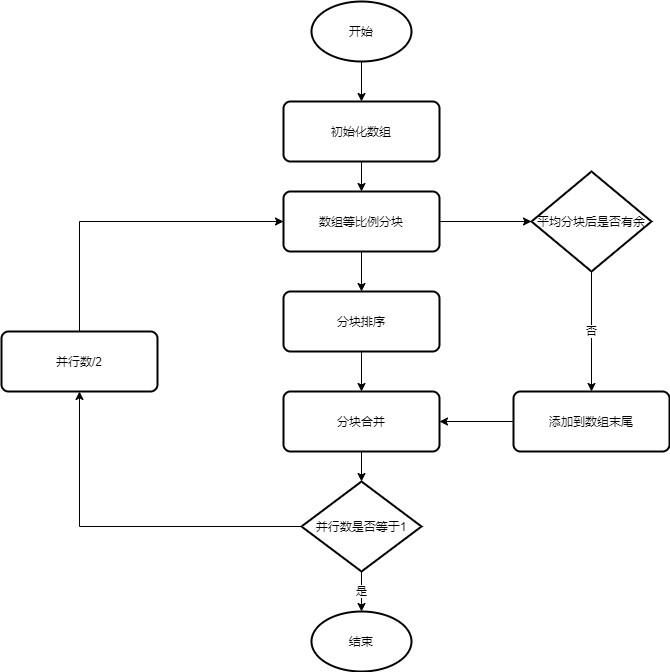 开始
初始化数组
数组等比例分块
平均分块后是否有余
分块排序
否
并行数/2
分块合并
添加到数组末尾
并行数是否等于1
是
结束